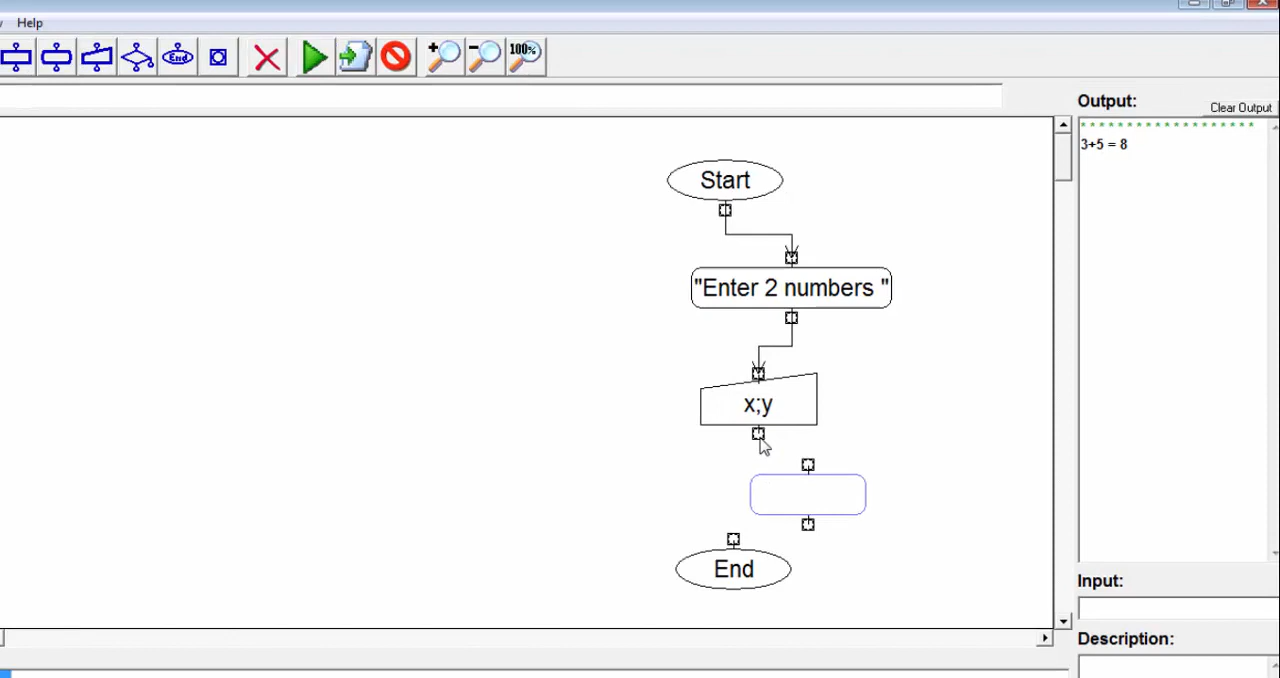 Help
End
100%
Output:
Clear Output
* * * * * * * * * * * * * * * * * * *
3+5 = 8
Start
"Enter 2 numbers "
x;y
End
Input:
Description: